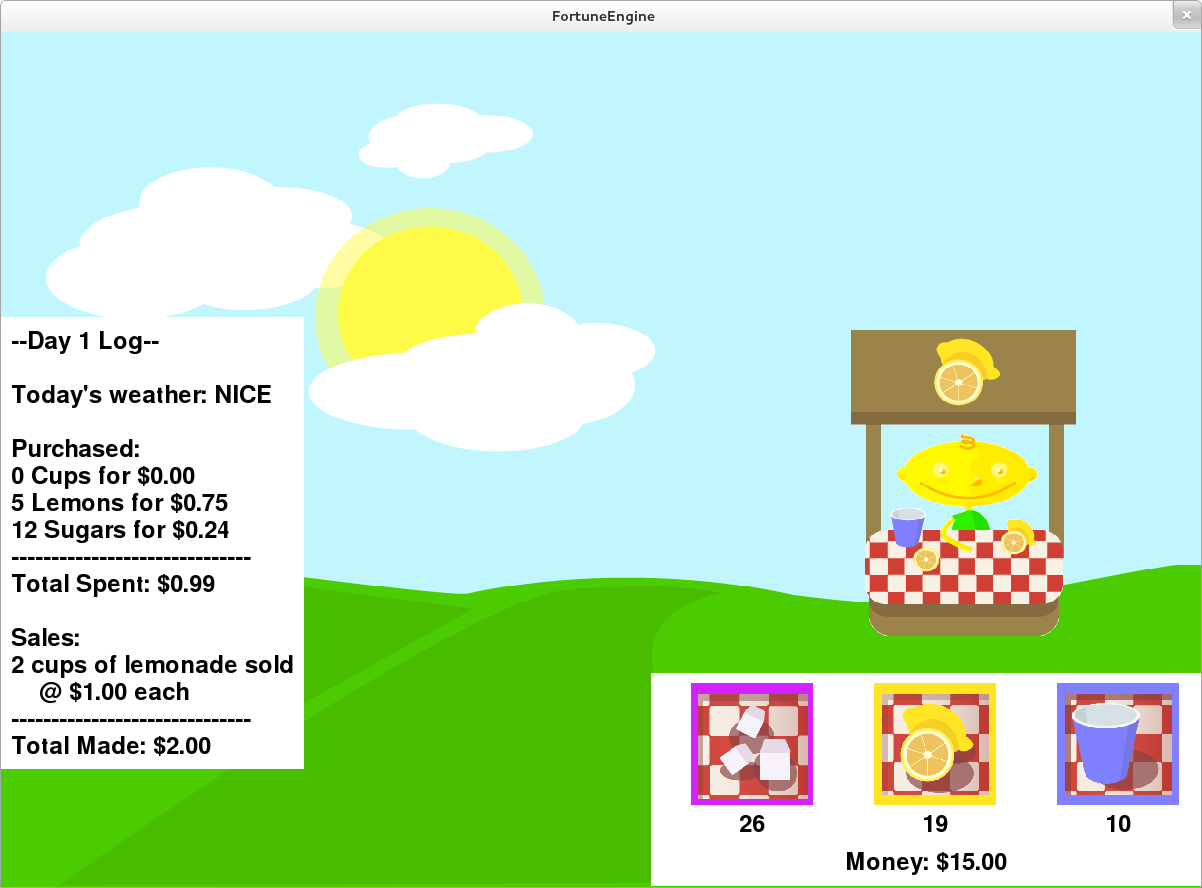 FortuneEngine
--Day 1 Log--
Today's weather: NICE
Purchased:
0 Cups for $0.00
5 Lemons for $0.75
12 Sugars for $0.24
------------------------------
Total Spent: $0.99
Sales:
2 cups of lemonade sold
@ $1.00 each
------------------------------
Total Made: $2.00
26 19 10
Money: $15.00